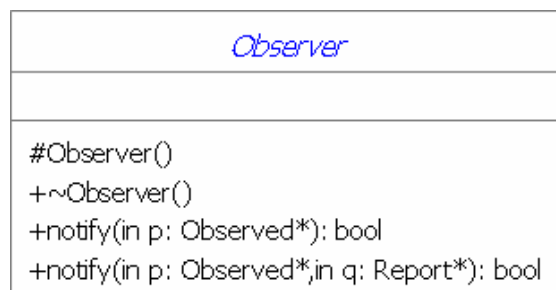 Observer
#Observer()
+~Observer()
+notify(in p: Observed*): bool
+notify(in p: Observed*,in q: Report*): bool